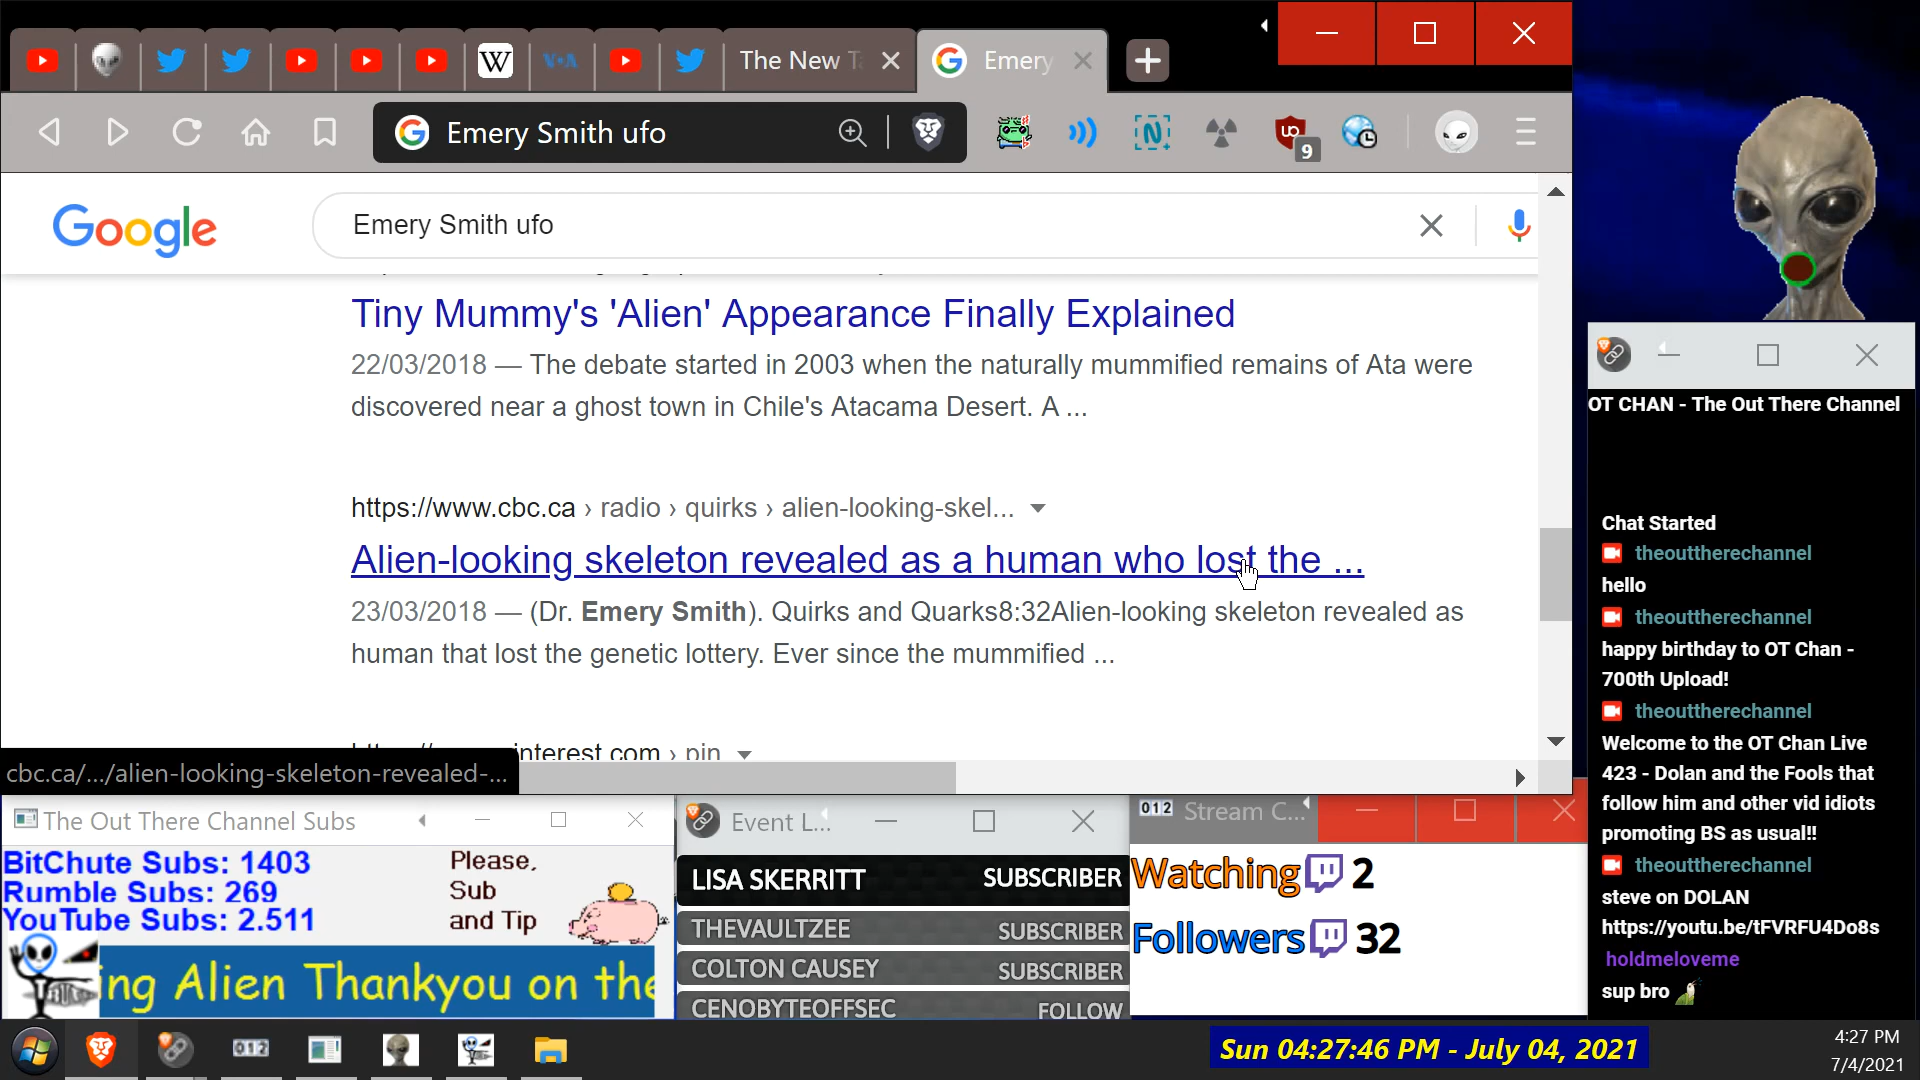 The New Ta
Emery
Emery Smith ufo
9
Google
Emery Smith ufo
Tiny Mummy's 'Alien' Appearance Finally Explained
22/03/2018 — The debate started in 2003 when the naturally mummified remains of Ata were
discovered near a ghost town in Chile's Atacama Desert. A ...
https://www.cbc.ca › radio › quirks › alien-looking-skel...
Alien-looking skeleton revealed as a human who lost the ...
23/03/2018 — (Dr. Emery Smith). Quirks and Quarks8:32Alien-looking skeleton revealed as
human that lost the genetic lottery. Ever since the mummified ...
interest.com › pin
cbc.ca/.../alien-looking-skeleton-revealed-...
OT CHAN - The Out There Channel
Chat Started
theouttherechannel
hello
theouttherechannel
happy birthday to OT Chan -
700th Upload!
theouttherechannel
Welcome to the OT Chan Live
423 - Dolan and the Fools that
follow him and other vid idiots
promoting BS as usual!!
theouttherechannel
steve on DOLAN
https://youtu.be/tFVRFU4Do8s
holdmeloveme
sup bro
The Out There Channel Subs
BitChute Subs: 1403
Rumble Subs: 269
YouTube Subs: 2.511
Please,
Sub
and Tip
ing Alien Thankyou on the
Event L...
LISA SKERRITT SUBSCRIBER
THEVAULTZEE SUBSCRIBER
COLTON CAUSEY SUBSCRIBER
CENOBYTEOFFSEC FOLLOW
012 Stream C...
Watching 2
Followers 32
012
Sun 04:27:46 PM - July 04, 2021
4:27 PM
7/4/2021